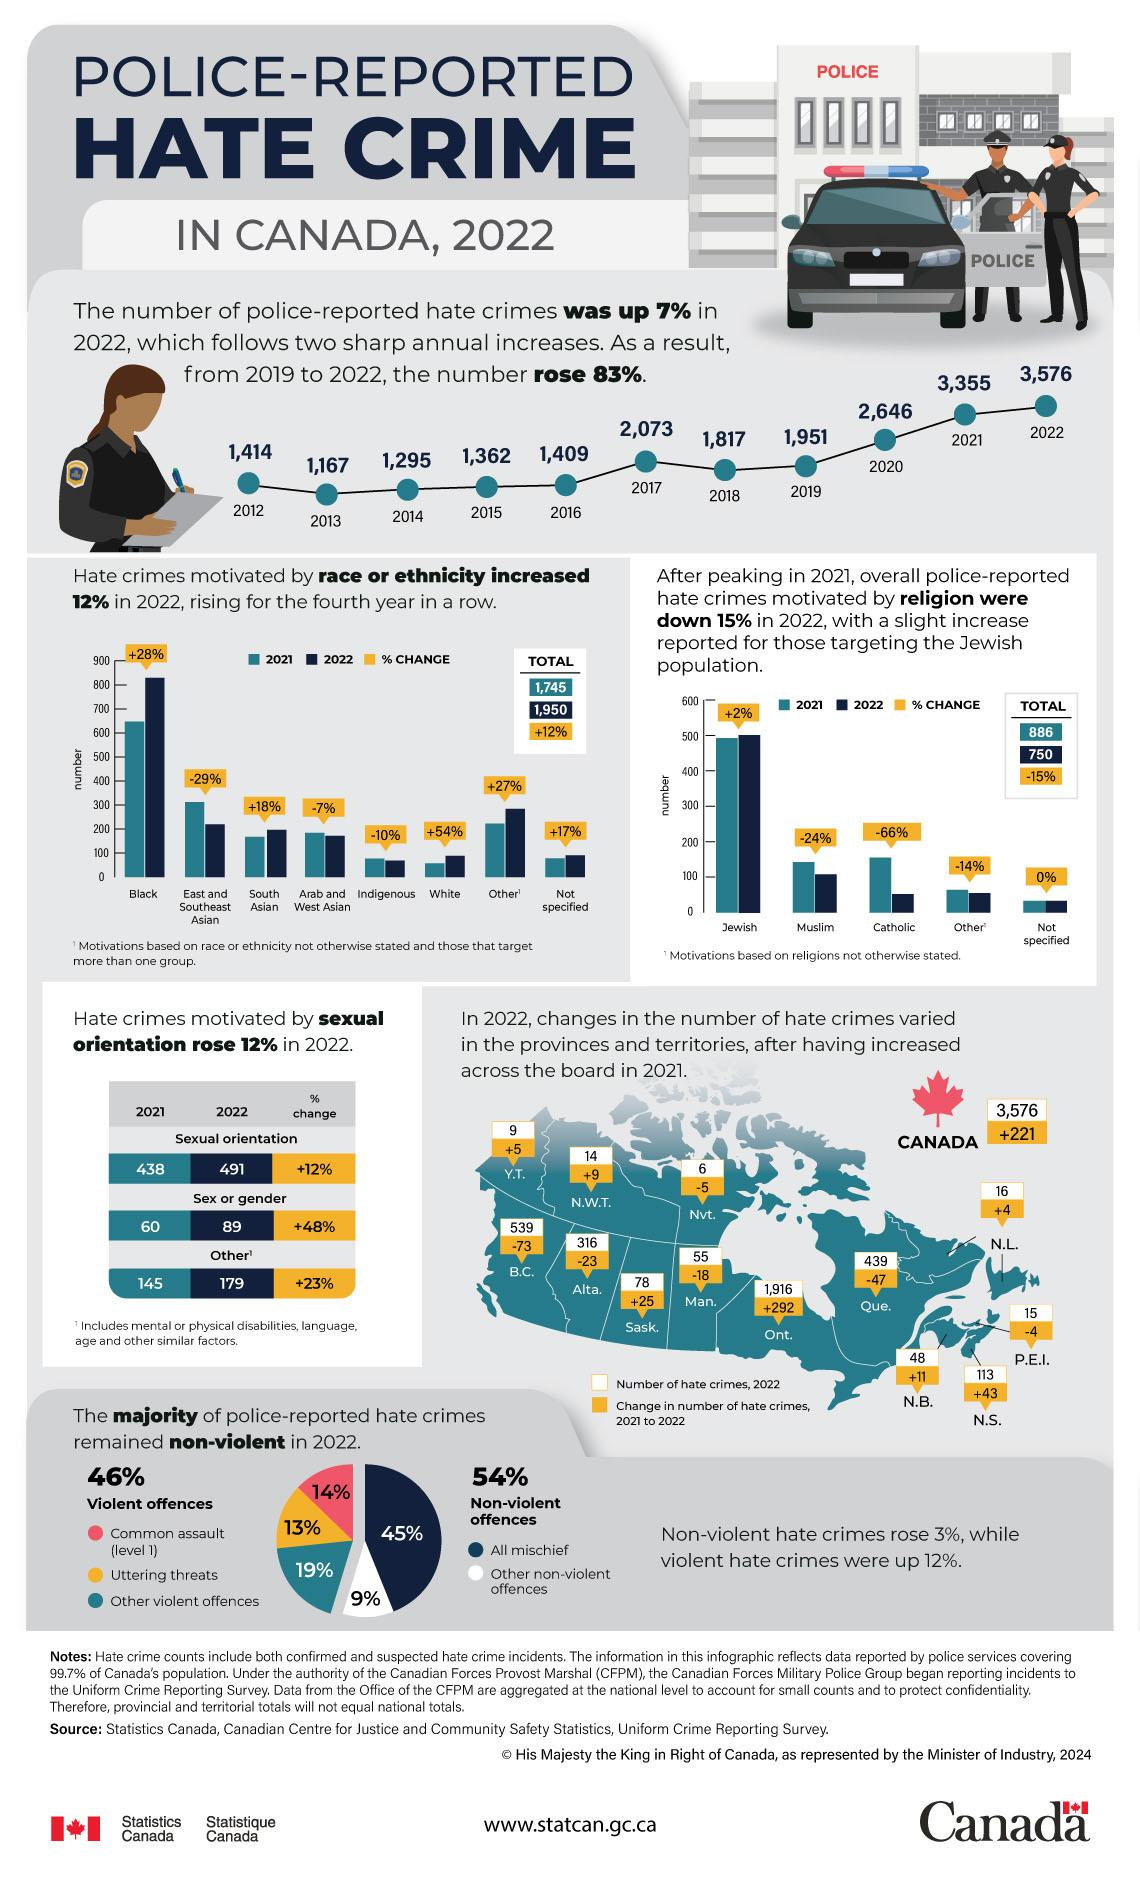 POLICE-REPORTED
HATE CRIME
IN CANADA, 2022
POLICE
POLICE
The number of police-reported hate crimes was up 7% in
2022, which follows two sharp annual increases. As a result,
from 2019 to 2022, the number rose 83%.
1,414
1,167
1,295
1,362
1,409
2,073
1,817
1,951
2,646
3,355
3,576
2012
2013
2014
2015
2016
2017
2018
2019
2020
2021
2022
Hate crimes motivated by race or ethnicity increased
12% in 2022, rising for the fourth year in a row.
2021 2022 % CHANGE
TOTAL
1,745
1,950
+12%
number
900
800
700
600
500
400
300
200
100
0
+28%
-29%
+18%
-7%
-10%
+54%
+27%
+17%
Black
East and
Southeast
Asian
South
Asian
Arab and
West Asian
Indigenous
White
Other¹
Not
specified
¹ Motivations based on race or ethnicity not otherwise stated and those that target
more than one group.
After peaking in 2021, overall police-reported
hate crimes motivated by religion were
down 15% in 2022, with a slight increase
reported for those targeting the Jewish
population.
2021 2022 % CHANGE
TOTAL
886
750
-15%
number
600
500
400
300
200
100
0
+2%
-24%
-66%
-14%
0%
Jewish
Muslim
Catholic
Other¹
Not
specified
¹ Motivations based on religions not otherwise stated.
Hate crimes motivated by sexual
orientation rose 12% in 2022.
2021 2022 %
change
Sexual orientation
438 491 +12%
Sex or gender
60 89 +48%
Other¹
145 179 +23%
¹ Includes mental or physical disabilities, language,
age and other similar factors.
In 2022, changes in the number of hate crimes varied
in the provinces and territories, after having increased
across the board in 2021.
CANADA
3,576
+221
9
+5
Y.T.
14
+9
N.W.T.
6
-5
Nvt.
539
-73
B.C.
316
-23
Alta.
78
+25
Sask.
55
-18
Man.
1,916
+292
Ont.
439
-47
Que.
16
+4
N.L.
15
-4
P.E.I.
48
+11
N.B.
113
+43
N.S.
Number of hate crimes, 2022
Change in number of hate crimes,
2021 to 2022
The majority of police-reported hate crimes
remained non-violent in 2022.
46%
Violent offences
Common assault
(level 1)
Uttering threats
Other violent offences
14%
13%
19%
45%
9%
54%
Non-violent
offences
All mischief
Other non-violent
offences
Non-violent hate crimes rose 3%, while
violent hate crimes were up 12%.
Notes: Hate crime counts include both confirmed and suspected hate crime incidents. The information in this infographic reflects data reported by police services covering
99.7% of Canada's population. Under the authority of the Canadian Forces Provost Marshal (CFPM), the Canadian Forces Military Police Group began reporting incidents to
the Uniform Crime Reporting Survey. Data from the Office of the CFPM are aggregated at the national level to account for small counts and to protect confidentiality.
Therefore, provincial and territorial totals will not equal national totals.
Source: Statistics Canada, Canadian Centre for Justice and Community Safety Statistics, Uniform Crime Reporting Survey.
© His Majesty the King in Right of Canada, as represented by the Minister of Industry, 2024
Statistics
Canada
Statistique
Canada
www.statcan.gc.ca
Canada